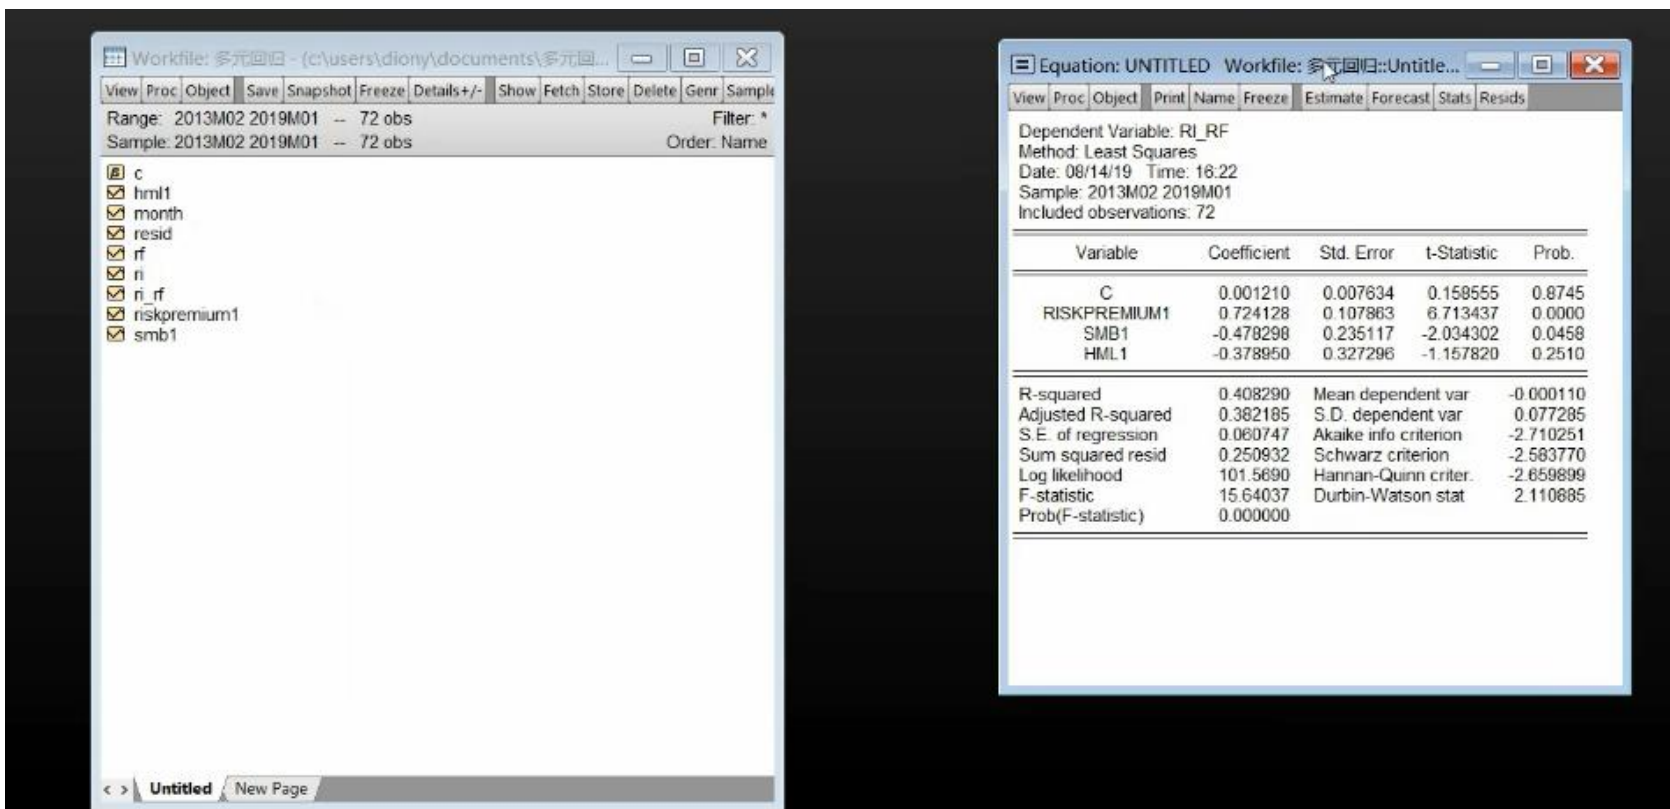 Workfile: 多元回归 - (c:\users\diony\documents\多元回...
View Proc Object Save Snapshot Freeze Details+/- Show Fetch Store Delete Genr Sample
Range: 2013M02 2019M01 -- 72 obs Filter: *
Sample: 2013M02 2019M01 -- 72 obs Order: Name
c
hml1
month
resid
rf
ri
ri_rf
riskpremium1
smb1
< > Untitled New Page
Equation: UNTITLED Workfile: 多元回归::Untitle...
View Proc Object Print Name Freeze Estimate Forecast Stats Resids
Dependent Variable: RI_RF
Method: Least Squares
Date: 08/14/19 Time: 16:22
Sample: 2013M02 2019M01
Included observations: 72
Variable Coefficient Std. Error t-Statistic Prob.
C 0.001210 0.007634 0.158555 0.8745
RISKPREMIUM1 0.724128 0.107863 6.713437 0.0000
SMB1 -0.478298 0.235117 -2.034302 0.0458
HML1 -0.378950 0.327296 -1.157820 0.2510
R-squared 0.408290 Mean dependent var -0.000110
Adjusted R-squared 0.382185 S.D. dependent var 0.077285
S.E. of regression 0.060747 Akaike info criterion -2.710251
Sum squared resid 0.250932 Schwarz criterion -2.583770
Log likelihood 101.5690 Hannan-Quinn criter. -2.659899
F-statistic 15.64037 Durbin-Watson stat 2.110885
Prob(F-statistic) 0.000000